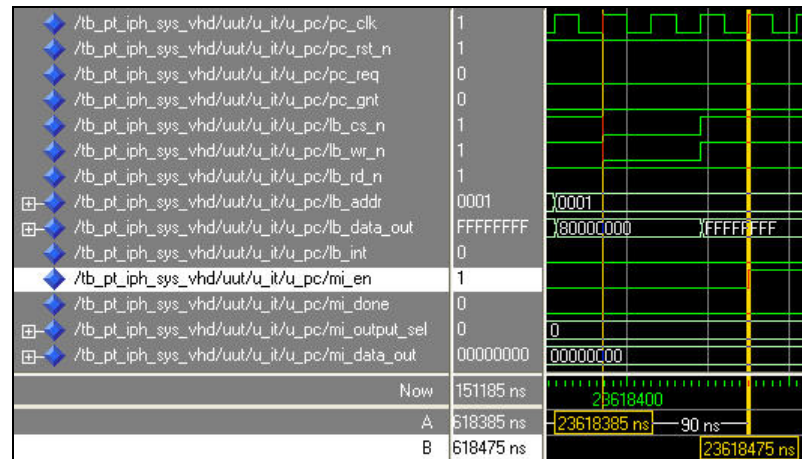 /tb_pt_iph_sys_vhd/uut/u_it/u_pc/pc_clk 1
/tb_pt_iph_sys_vhd/uut/u_it/u_pc/pc_rst_n 1
/tb_pt_iph_sys_vhd/uut/u_it/u_pc/pc_req 0
/tb_pt_iph_sys_vhd/uut/u_it/u_pc/pc_gnt 0
/tb_pt_iph_sys_vhd/uut/u_it/u_pc/lb_cs_n 1
/tb_pt_iph_sys_vhd/uut/u_it/u_pc/lb_wr_n 1
/tb_pt_iph_sys_vhd/uut/u_it/u_pc/lb_rd_n 1
/tb_pt_iph_sys_vhd/uut/u_it/u_pc/lb_addr 0001 0001
/tb_pt_iph_sys_vhd/uut/u_it/u_pc/lb_data_out FFFFFFFF 80000000 FFFFFFFF
/tb_pt_iph_sys_vhd/uut/u_it/u_pc/lb_int 0
/tb_pt_iph_sys_vhd/uut/u_it/u_pc/mi_en 1
/tb_pt_iph_sys_vhd/uut/u_it/u_pc/mi_done 0
/tb_pt_iph_sys_vhd/uut/u_it/u_pc/mi_output_sel 0 0
/tb_pt_iph_sys_vhd/uut/u_it/u_pc/mi_data_out 00000000 00000000
Now 151185 ns 23618400
A 618385 ns 23618385 ns 90 ns
B 618475 ns 23618475 ns